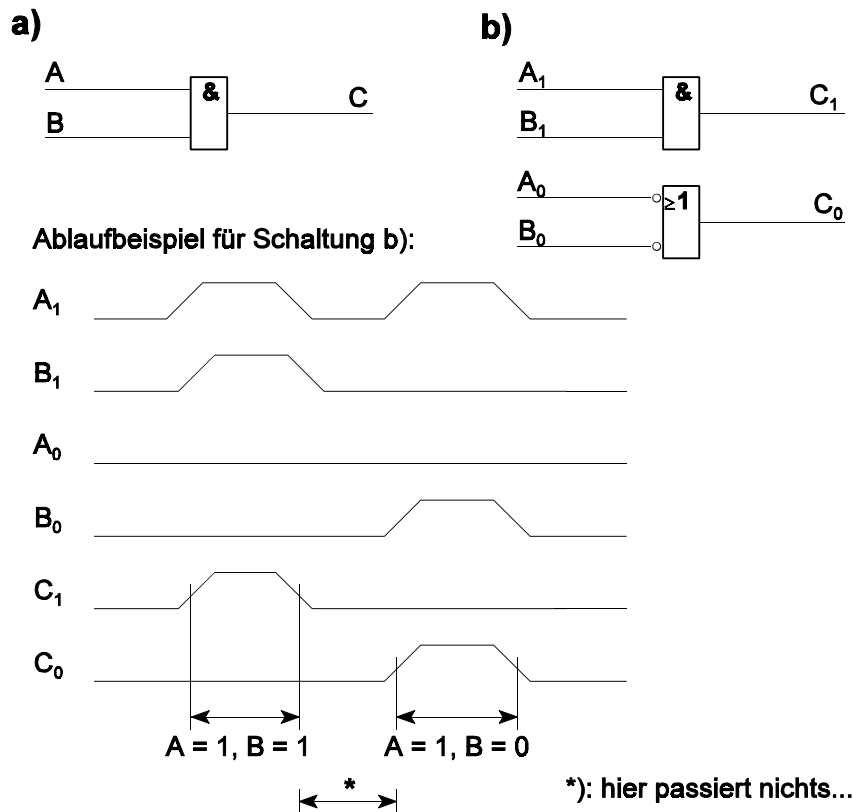 a)
A
B
&
C
b)
A₁
B₁
&
C₁
A₀
B₀
≥1
C₀
Ablaufbeispiel für Schaltung b):
A₁
B₁
A₀
B₀
C₁
C₀
A = 1, B = 1
A = 1, B = 0
*
*): hier passiert nichts...